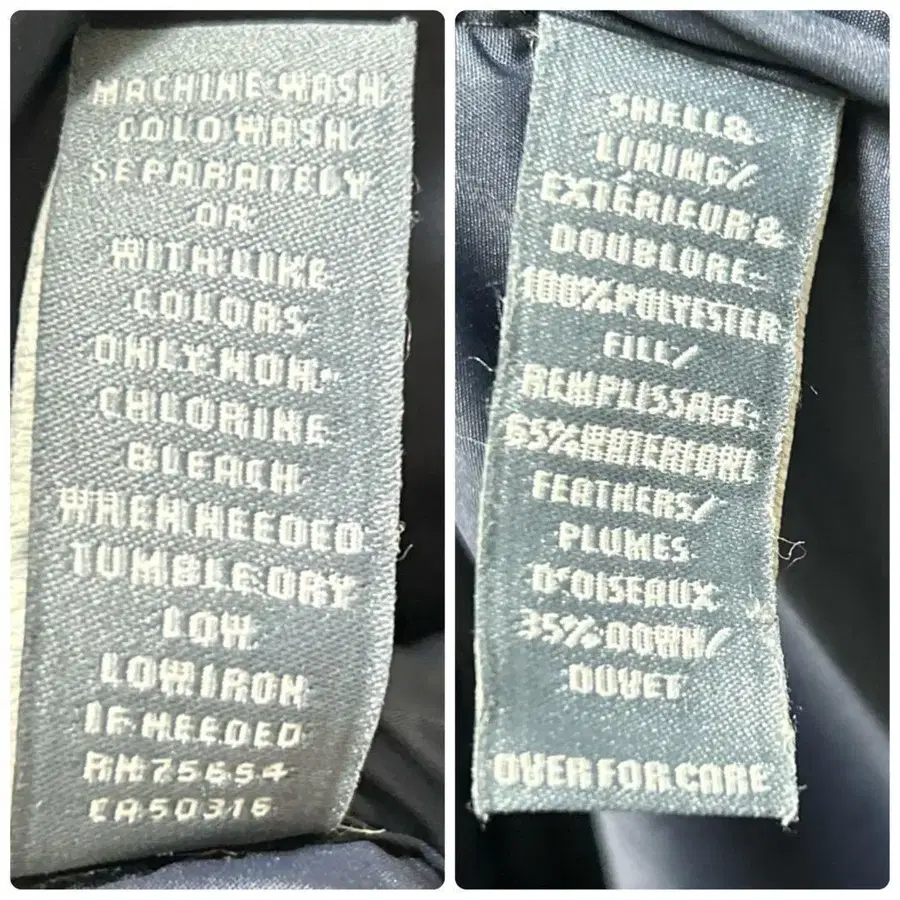 MACHINE WASH
COLD WASH
SEPARATELY
OR
WITH LIKE
COLORS
ONLY NON-
CHLORINE
BLEACH
WHEN NEEDED
TUMBLE DRY
LOW
LOW IRON
IF NEEDED
RN 75654
CA50316
SHELL&
LINING/
EXTÉRIEUR&
DOUBLURE:
100% POLYESTER
FILL/
REMPLISSAGE:
65% WATERFOWL
FEATHERS/
PLUMES
D'OISEAUX
35% DOWN/
DUVET
OVER FOR CARE